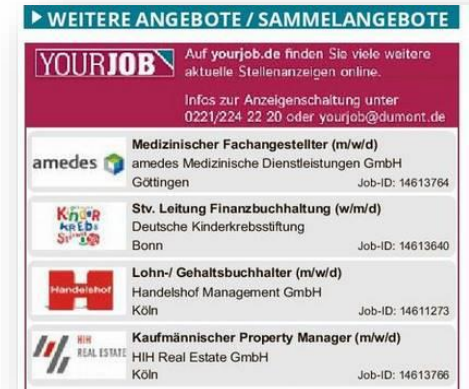 WEITERE ANGEBOTE / SAMMELANGEBOTE
YOURJOB
Auf yourjob.de finden Sie viele weitere
aktuelle Stellenanzeigen online.
Infos zur Anzeigenschaltung unter
0221/224 22 20 oder yourjob@dumont.de
amedes
Medizinischer Fachangestellter (m/w/d)
amedes Medizinische Dienstleistungen GmbH
Göttingen Job-ID: 14613764
Stv. Leitung Finanzbuchhaltung (w/m/d)
Deutsche Kinderkrebsstiftung
Bonn Job-ID: 14613640
Handelshof
Lohn-/ Gehaltsbuchhalter (m/w/d)
Handelshof Management GmbH
Köln Job-ID: 14611273
HIH
REAL ESTATE
Kaufmännischer Property Manager (m/w/d)
HIH Real Estate GmbH
Köln Job-ID: 14613766